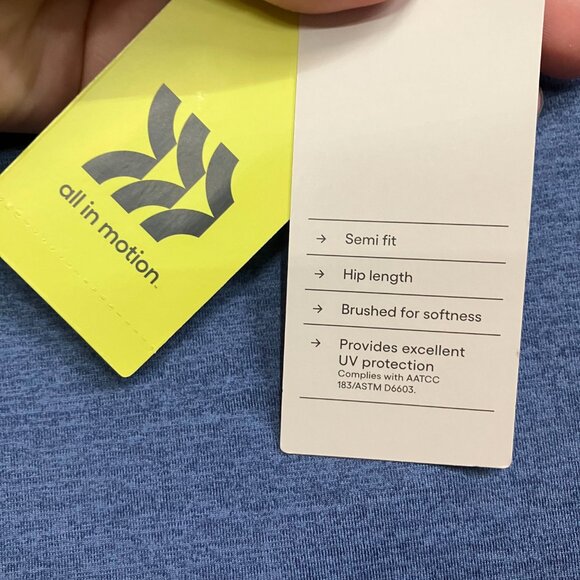 all in motion™
→ Semi fit
→ Hip length
→ Brushed for softness
→ Provides excellent
UV protection
Complies with AATCC
183/ASTM D6603.